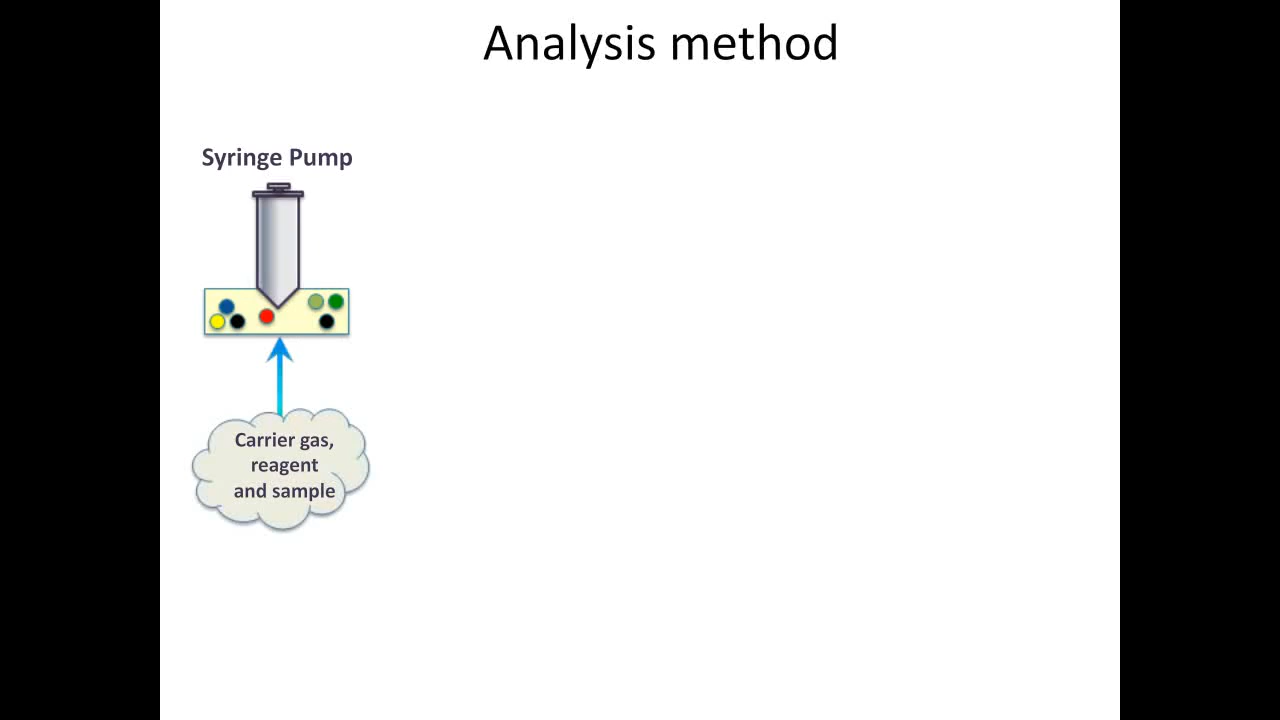 Analysis method
Syringe Pump
Carrier gas,
reagent
and sample